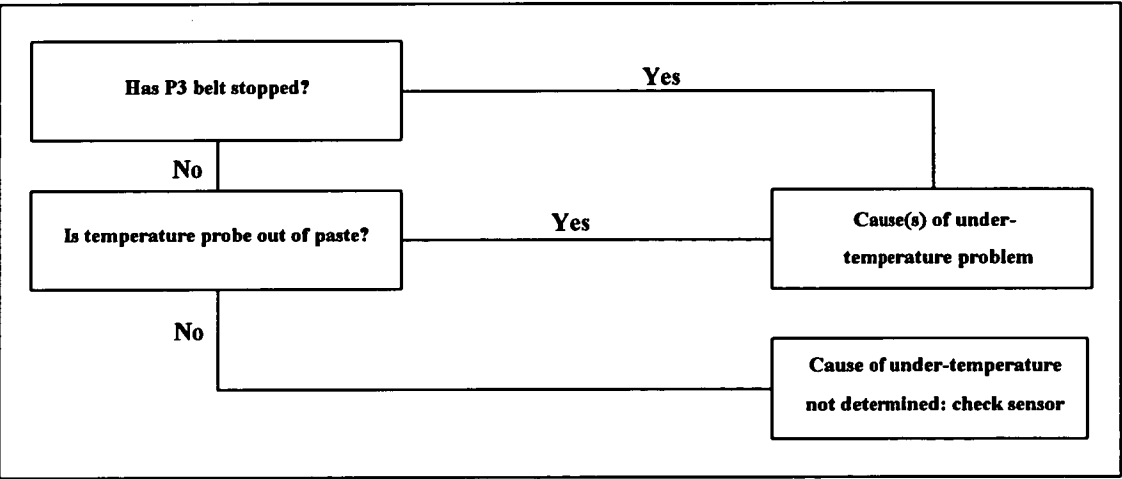 Has P3 belt stopped?
Yes
No
Is temperature probe out of paste?
Yes
Cause(s) of under-
temperature problem
No
Cause of under-temperature
not determined: check sensor